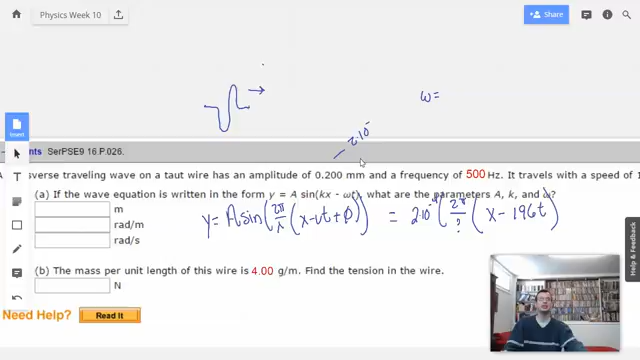 Physics Week 10
Share
ω=
2·10⁻
Insert
ents SerPSE9 16.P.026.
sverse traveling wave on a taut wire has an amplitude of 0.200 mm and a frequency of 500 Hz. It travels with a speed of 1
(a) If the wave equation is written in the form y = A sin(kx - ωt), what are the parameters A, k, and ω?
m
rad/m
rad/s
y= A sin(2π/λ (x-vt+φ)) = 2·10⁻⁴ (2π/? (x-196t)
(b) The mass per unit length of this wire is 4.00 g/m. Find the tension in the wire.
N
Need Help? Read It
Help & Feedback